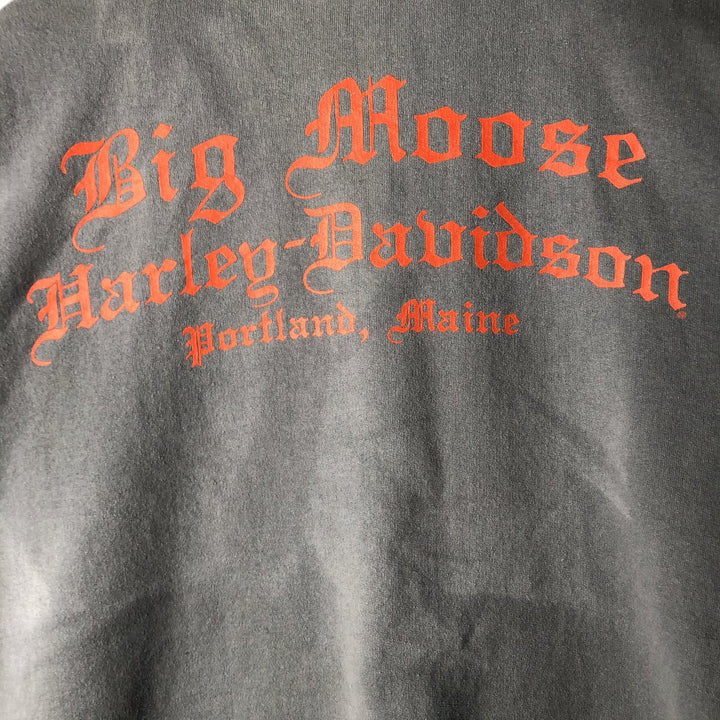 Big Moose
Harley-Davidson®
Portland, Maine